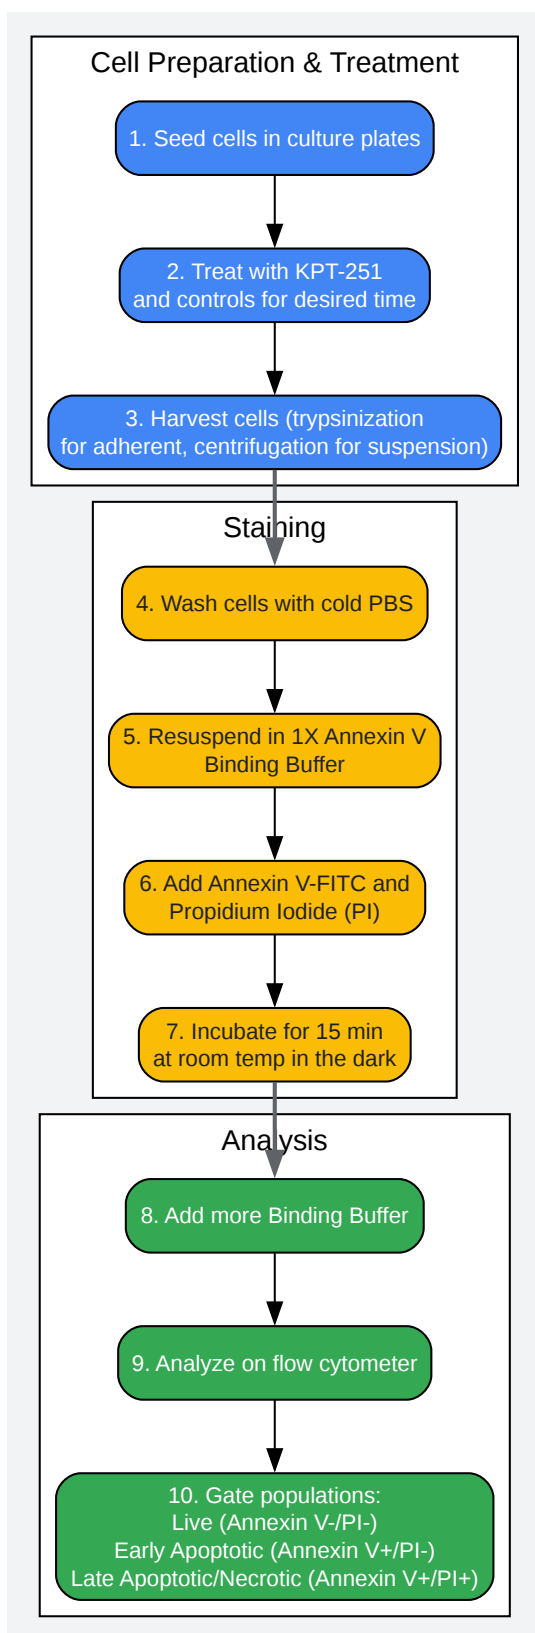 Cell Preparation & Treatment
1. Seed cells in culture plates
2. Treat with KPT-251
and controls for desired time
3. Harvest cells (trypsinization
for adherent, centrifugation for suspension)
Staining
4. Wash cells with cold PBS
5. Resuspend in 1X Annexin V
Binding Buffer
6. Add Annexin V-FITC and
Propidium Iodide (PI)
7. Incubate for 15 min
at room temp in the dark
Analysis
8. Add more Binding Buffer
9. Analyze on flow cytometer
10. Gate populations:
Live (Annexin V-/PI-)
Early Apoptotic (Annexin V+/PI-)
Late Apoptotic/Necrotic (Annexin V+/PI+)